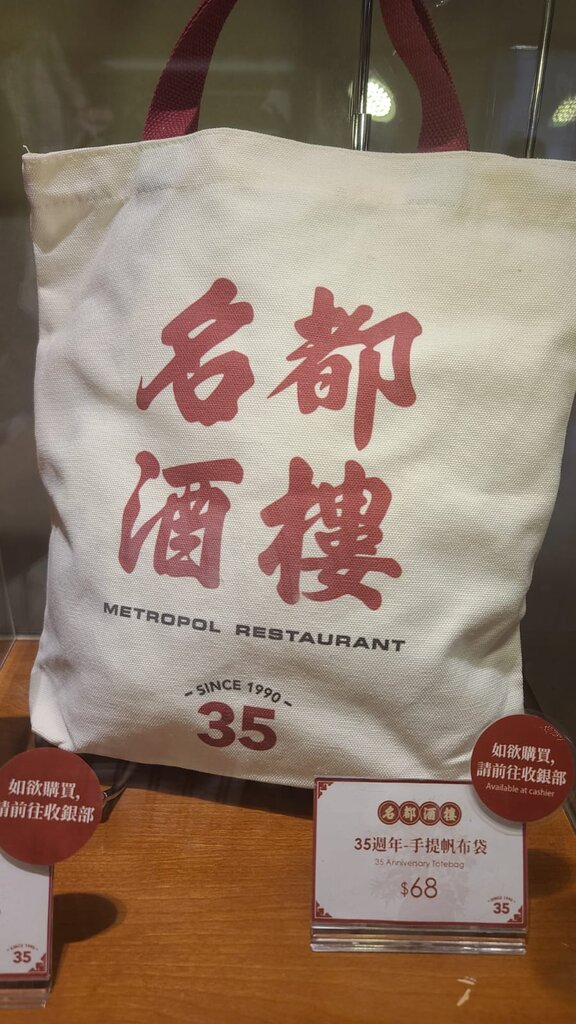 名都
酒樓
METROPOL RESTAURANT
SINCE 1990
35
如欲購買,
請前往收銀部
如欲購買,
請前往收銀部
Available at cashier
名都酒樓
35週年-手提帆布袋
35 Anniversary Totebag
$68
SINCE 1990
35
SINCE 1990
35